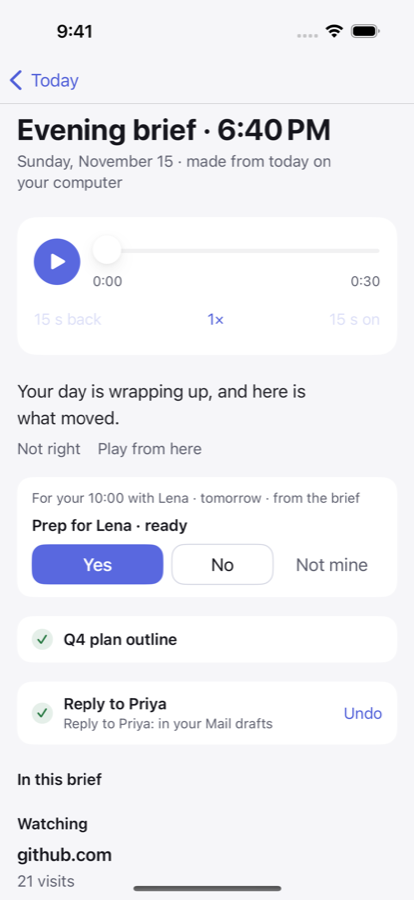 9:41
Today
Evening brief · 6:40 PM
Sunday, November 15 · made from today on
your computer
0:00
0:30
15 s back
1×
15 s on
Your day is wrapping up, and here is
what moved.
Not right
Play from here
For your 10:00 with Lena · tomorrow · from the brief
Prep for Lena · ready
Yes
No
Not mine
Q4 plan outline
Reply to Priya
Reply to Priya: in your Mail drafts
Undo
In this brief
Watching
github.com
21 visits